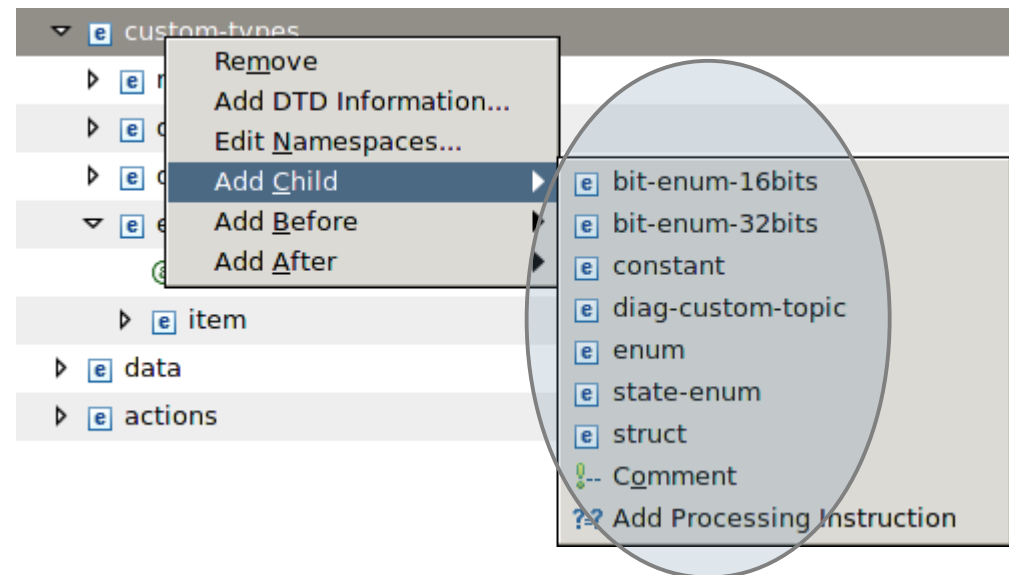 custom-types
Remove
Add DTD Information...
Edit Namespaces...
Add Child
Add Before
Add After
bit-enum-16bits
bit-enum-32bits
constant
diag-custom-topic
enum
state-enum
struct
Comment
Add Processing Instruction
item
data
actions